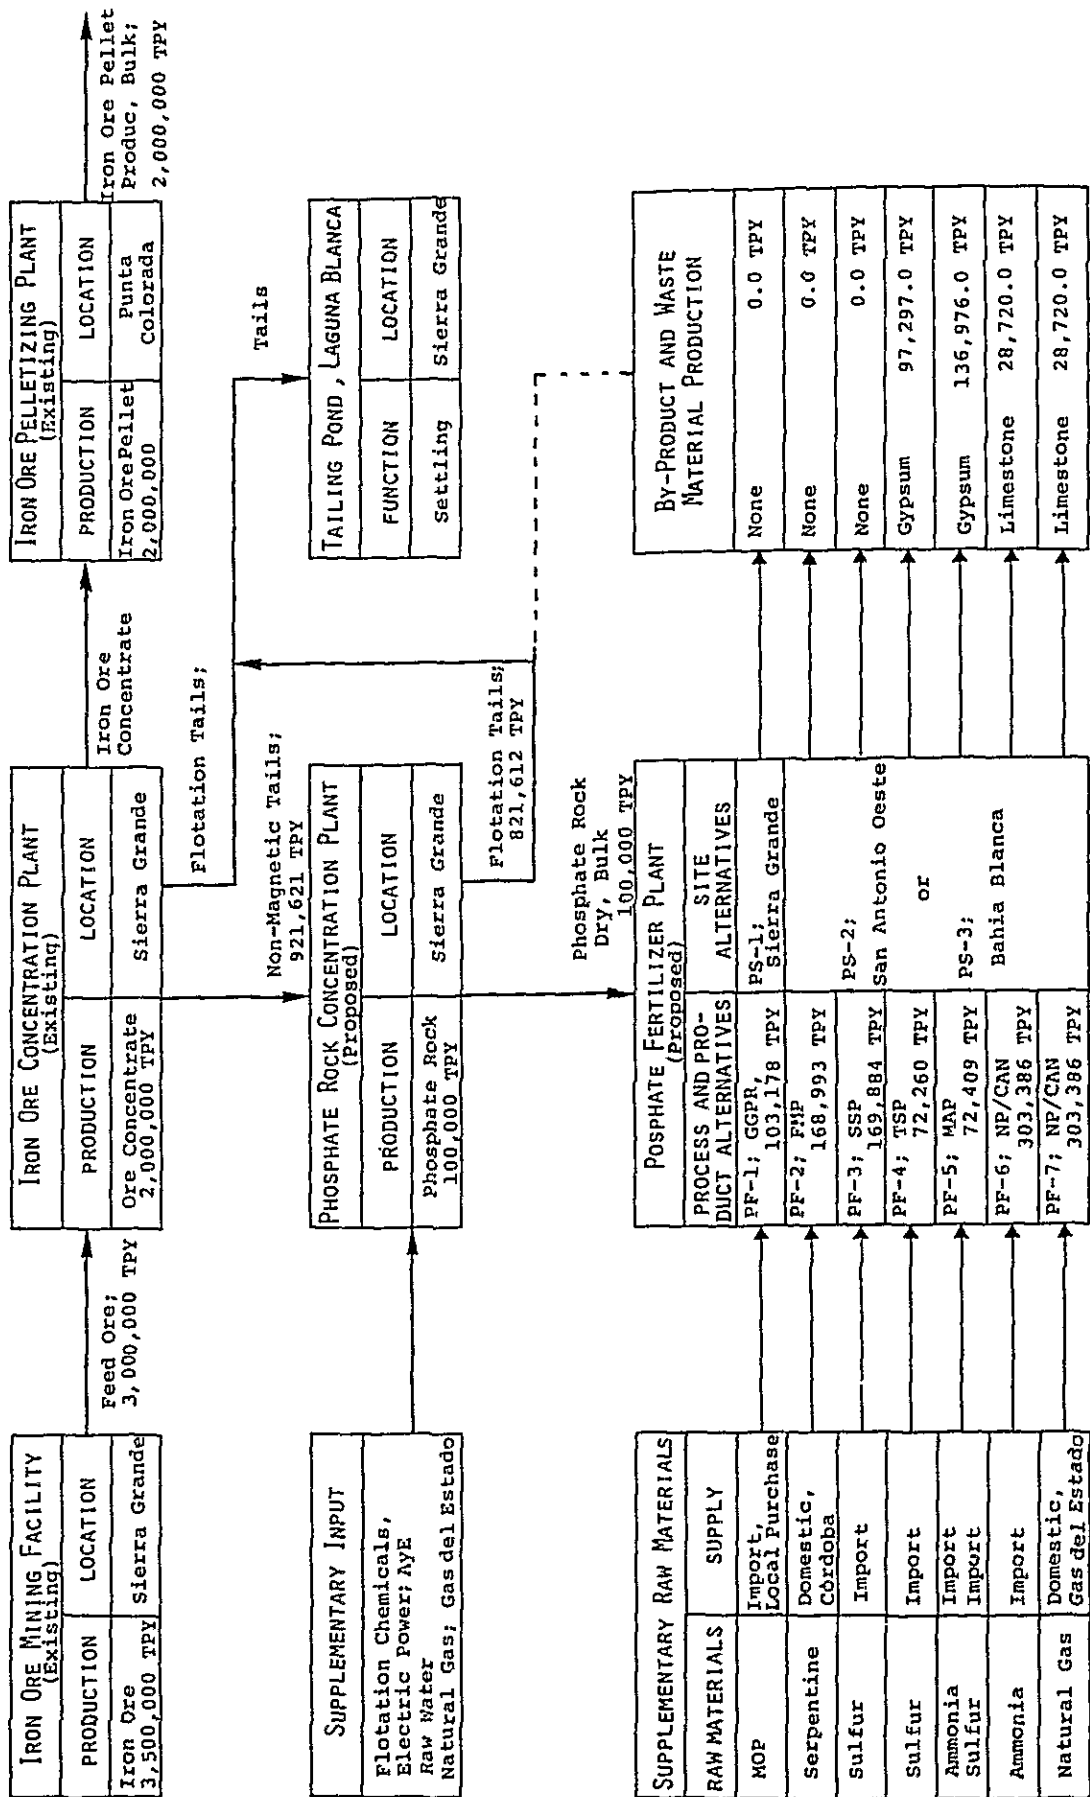 IRON ORE MINING FACILITY
(Existing)
PRODUCTION
LOCATION
Iron Ore
3,500,000 TPY
Sierra Grande
Feed Ore;
3,000,000 TPY
IRON ORE CONCENTRATION PLANT
(Existing)
PRODUCTION
LOCATION
Ore Concentrate
2,000,000 TPY
Sierra Grande
Iron Ore
Concentrate
IRON ORE PELLETIZING PLANT
(Existing)
PRODUCTION
LOCATION
Iron Ore Pellet
2,000,000
Punta
Colorada
Iron Ore Pellet
Produc, Bulk;
2,000,000 TPY
Flotation Tails;
Tails
Non-Magnetic Tails;
921,621 TPY
SUPPLEMENTARY INPUT
Flotation Chemicals,
Electric Power; AyE
Raw Water
Natural Gas; Gas del Estado
PHOSPHATE ROCK CONCENTRATION PLANT
(Proposed)
PRODUCTION
LOCATION
Phosphate Rock
100,000 TPY
Sierra Grande
TAILING POND, LAGUNA BLANCA
FUNCTION
LOCATION
Settling
Sierra Grande
Flotation Tails;
821,612 TPY
Phosphate Rock
Dry, Bulk
100,000 TPY
SUPPLEMENTARY RAW MATERIALS
RAW MATERIALS
SUPPLY
MOP
Import,
Local Purchase
Serpentine
Domestic,
Córdoba
Sulfur
Import
Sulfur
Import
Ammonia
Sulfur
Import
Import
Ammonia
Import
Natural Gas
Domestic,
Gas del Estado
POSPHATE FERTILIZER PLANT
(Proposed)
PROCESS AND PRO-
DUCT ALTERNATIVES
SITE
ALTERNATIVES
PF-1; GGPR,
103,178 TPY
PF-2; FMP
168,993 TPY
PF-3; SSP
169,884 TPY
PF-4; TSP
72,260 TPY
PF-5; MAP
72,409 TPY
PF-6; NP/CAN
303,386 TPY
PF-7; NP/CAN
303,386 TPY
PS-1;
Sierra Grande
PS-2;
San Antonio Oeste
or
PS-3;
Bahia Blanca
BY-PRODUCT AND WASTE
MATERIAL PRODUCTION
None 0.0 TPY
None 0.0 TPY
None 0.0 TPY
Gypsum 97,297.0 TPY
Gypsum 136,976.0 TPY
Limestone 28,720.0 TPY
Limestone 28,720.0 TPY